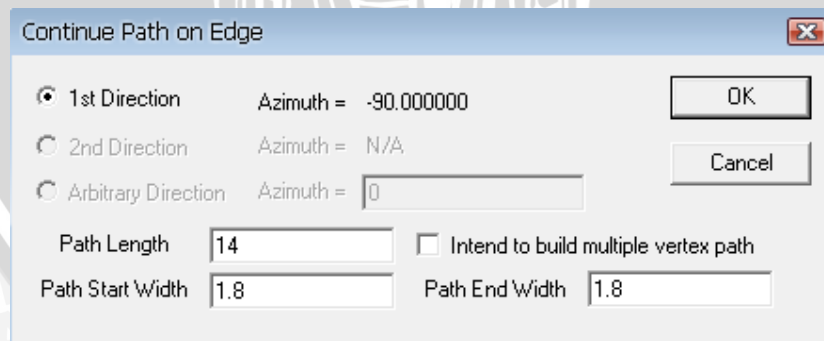 Continue Path on Edge
1st Direction Azimuth = -90.000000 OK
2nd Direction Azimuth = N/A
Cancel
Arbitrary Direction Azimuth = 0
Path Length 14 Intend to build multiple vertex path
Path Start Width 1.8 Path End Width 1.8